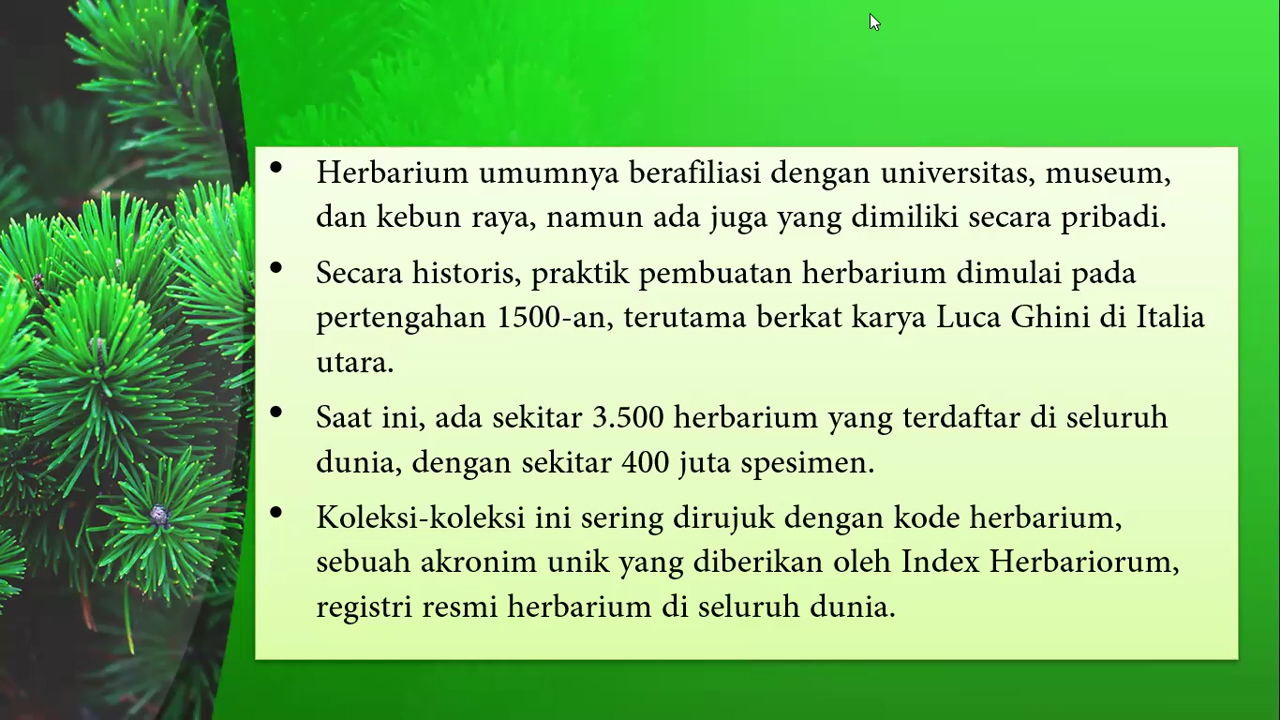 • Herbarium umumnya berafiliasi dengan universitas, museum,
dan kebun raya, namun ada juga yang dimiliki secara pribadi.
• Secara historis, praktik pembuatan herbarium dimulai pada
pertengahan 1500-an, terutama berkat karya Luca Ghini di Italia
utara.
• Saat ini, ada sekitar 3.500 herbarium yang terdaftar di seluruh
dunia, dengan sekitar 400 juta spesimen.
• Koleksi-koleksi ini sering dirujuk dengan kode herbarium,
sebuah akronim unik yang diberikan oleh Index Herbariorum,
registri resmi herbarium di seluruh dunia.